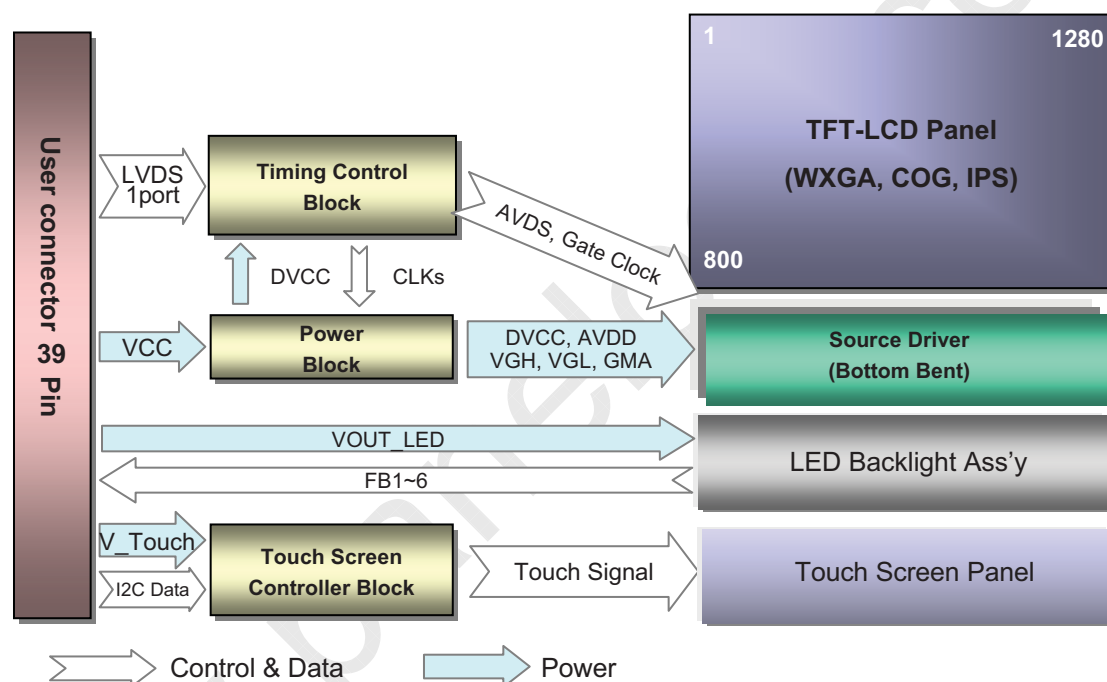 User connector 39 Pin
LVDS
1port
Timing Control
Block
AVDS, Gate Clock
1
1280
TFT-LCD Panel
(WXGA, COG, IPS)
800
DVCC
CLKs
VCC
Power
Block
DVCC, AVDD
VGH, VGL, GMA
Source Driver
(Bottom Bent)
VOUT_LED
FB1~6
LED Backlight Ass’y
V_Touch
I2C Data
Touch Screen
Controller Block
Touch Signal
Touch Screen Panel
Control & Data
Power